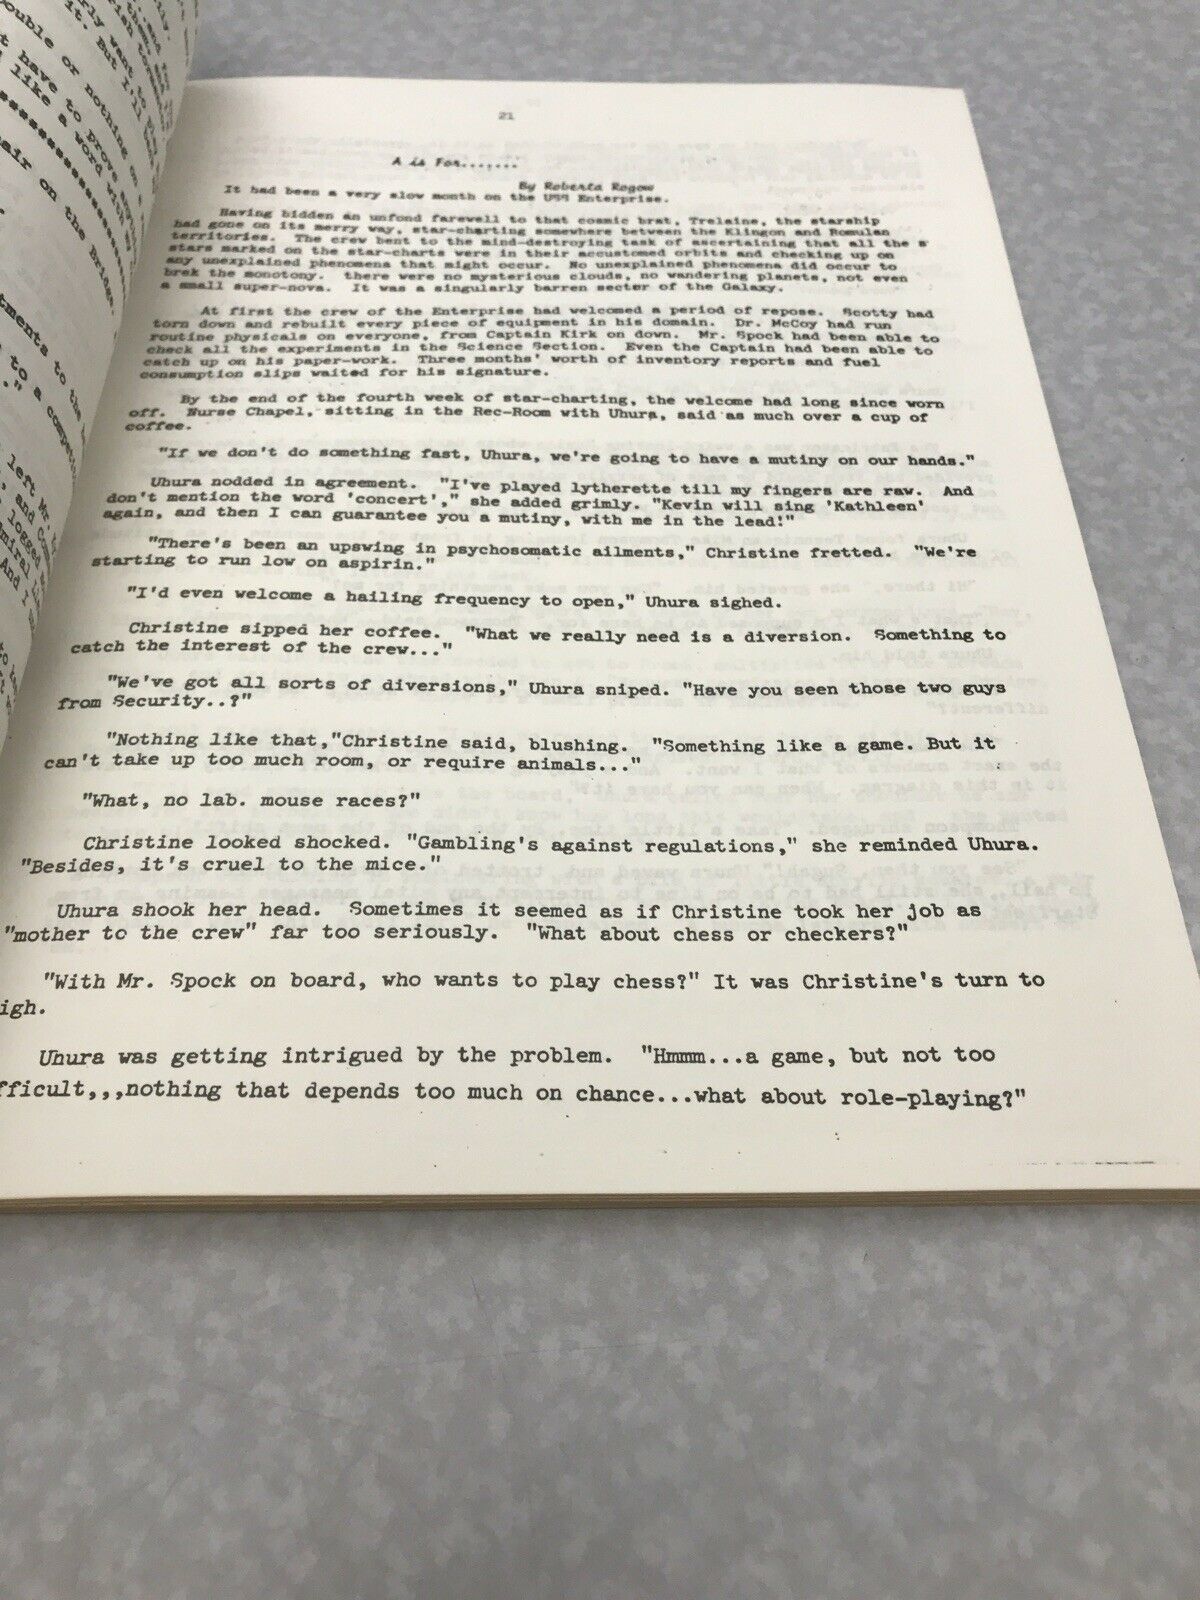 21
A is For.......
By Roberta Rogow
It had been a very slow month on the USS Enterprise.
Having bidden an unfond farewell to that cosmic brat, Trelaine, the starship
had gone on its merry way, star-charting somewhere between the Klingon and Romulan
territories. The crew bent to the mind-destroying task of ascertaining that all the s
stars marked on the star-charts were in their accustomed orbits and checking up on
any unexplained phenomena that might occur. No unexplained phenomena did occur to
brek the monotony. there were no mysterious clouds, no wandering planets, not even
a small super-nova. It was a singularly barren sector of the Galaxy.
At first the crew of the Enterprise had welcomed a period of repose. Scotty had
torn down and rebuilt every piece of equipment in his domain. Dr. McCoy had run
routine physicals on everyone, from Captain Kirk on down. Mr. Spock had been able to
check all the experiments in the Science Section. Even the Captain had been able to
catch up on his paper-work. Three months' worth of inventory reports and fuel
consumption slips waited for his signature.
By the end of the fourth week of star-charting, the welcome had long since worn
off. Nurse Chapel, sitting in the Rec-Room with Uhura, said as much over a cup of
coffee.
"If we don't do something fast, Uhura, we're going to have a mutiny on our hands."
Uhura nodded in agreement. "I've played lytherette till my fingers are raw. And
don't mention the word 'concert'," she added grimly. "Kevin will sing 'Kathleen'
again, and then I can guarantee you a mutiny, with me in the lead!"
"There's been an upswing in psychosomatic ailments," Christine fretted. "We're
starting to run low on aspirin."
"I'd even welcome a hailing frequency to open," Uhura sighed.
Christine sipped her coffee. "What we really need is a diversion. Something to
catch the interest of the crew..."
"We've got all sorts of diversions," Uhura sniped. "Have you seen those two guys
from Security..?"
"Nothing like that,"Christine said, blushing. "Something like a game. But it
can't take up too much room, or require animals..."
"What, no lab. mouse races?"
Christine looked shocked. "Gambling's against regulations," she reminded Uhura.
"Besides, it's cruel to the mice."
Uhura shook her head. Sometimes it seemed as if Christine took her job as
"mother to the crew" far too seriously. "What about chess or checkers?"
"With Mr. Spock on board, who wants to play chess?" It was Christine's turn to
igh.
Uhura was getting intrigued by the problem. "Hmmm...a game, but not too
fficult,,,nothing that depends too much on chance...what about role-playing?"